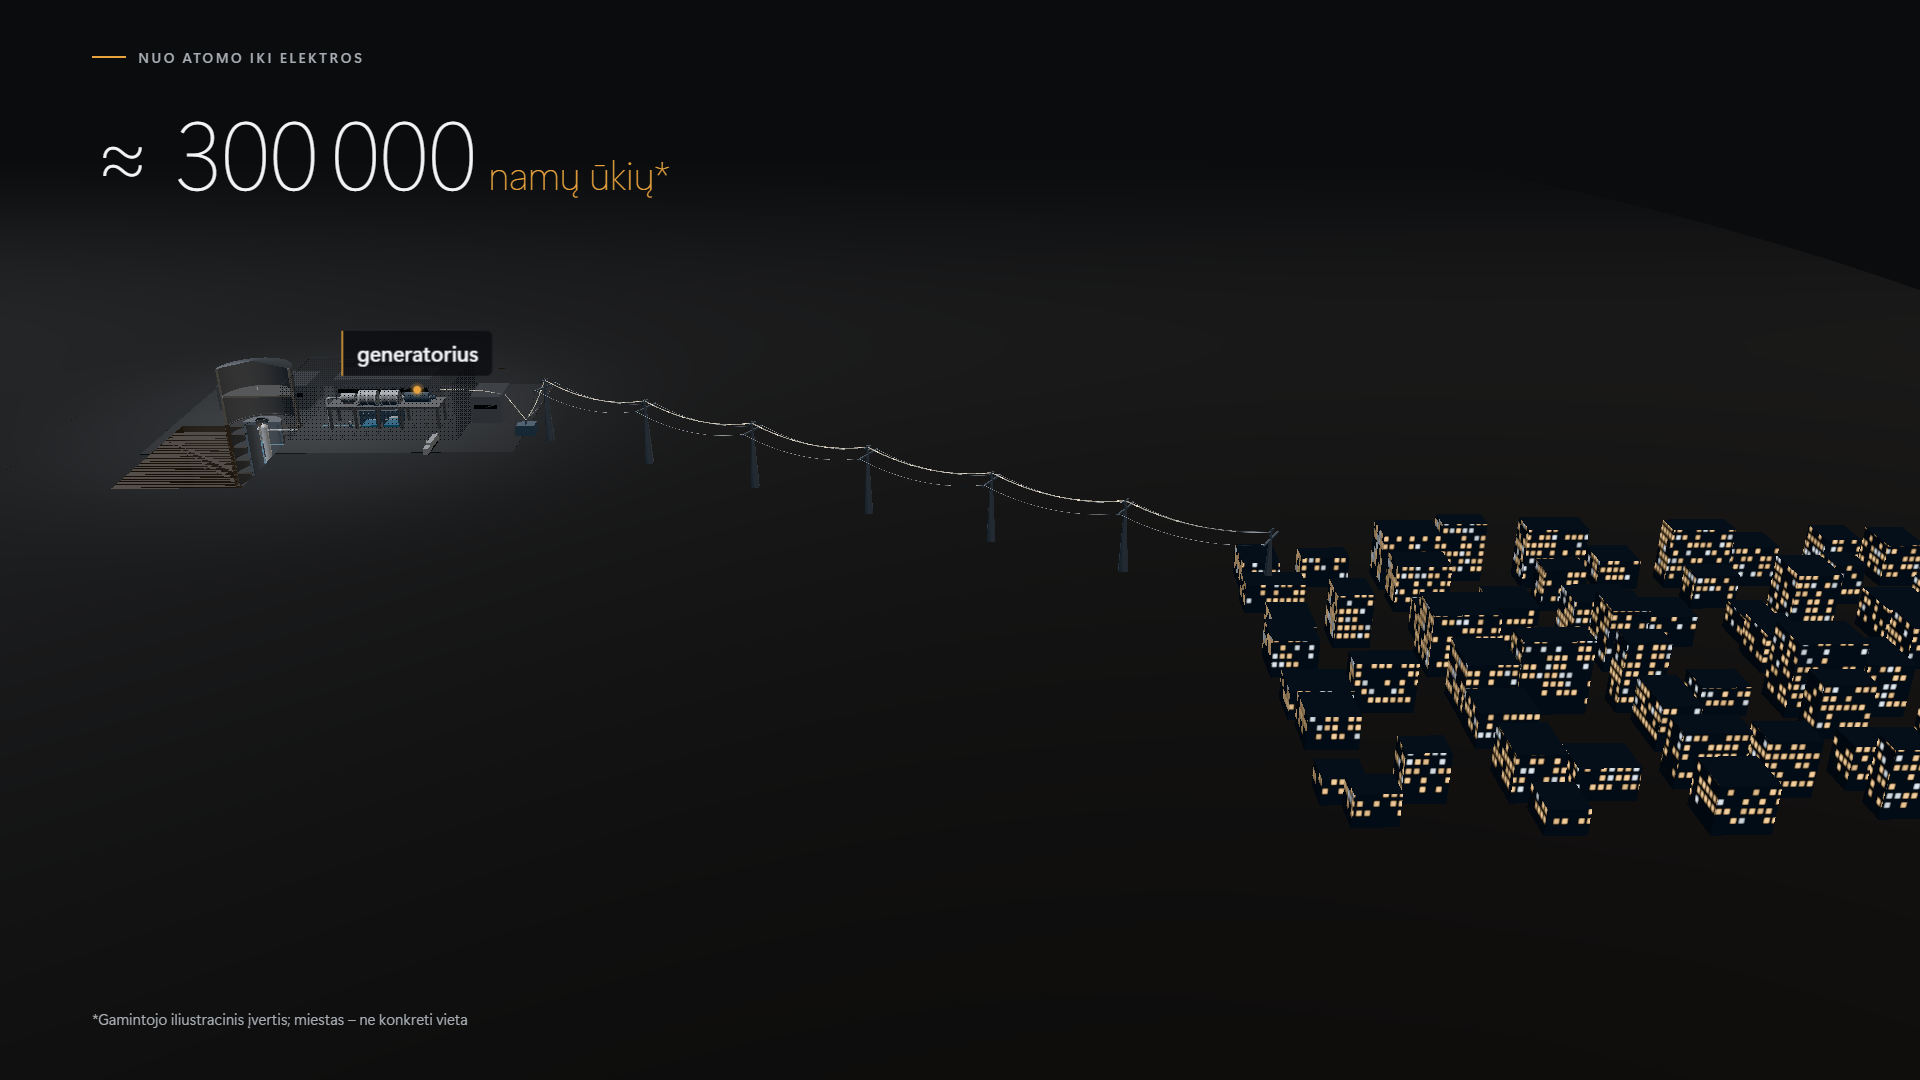 NUO ATOMO IKI ELEKTROS
≈ 300 000 namų ūkių*
generatorius
*Gamintojo iliustracinis įvertis; miestas – ne konkreti vieta